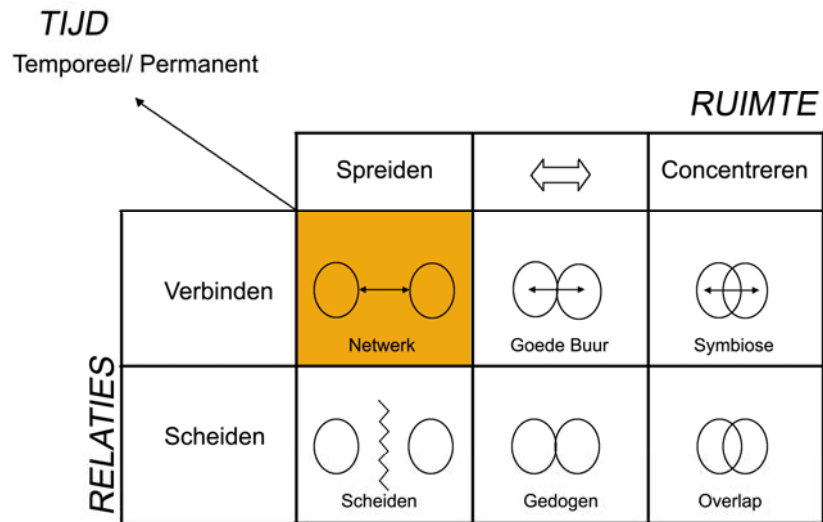 TIJD
Temporeel/ Permanent
RUIMTE
Spreiden
Concentreren
Verbinden
Netwerk
Goede Buur
Symbiose
RELATIES
Scheiden
Scheiden
Gedogen
Overlap